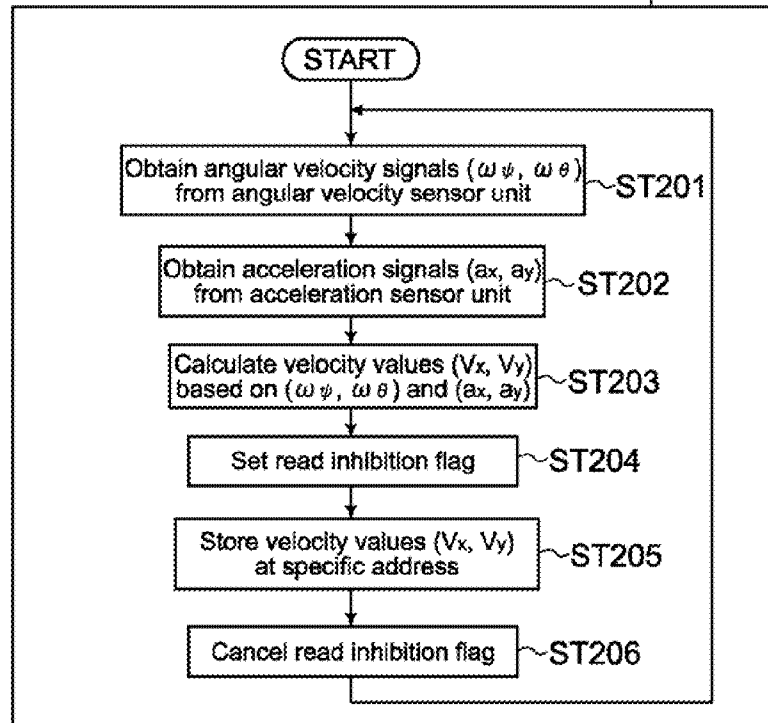 START
Obtain angular velocity signals (ωψ, ωθ)
from angular velocity sensor unit
ST201
Obtain acceleration signals (ax, ay)
from acceleration sensor unit
ST202
Calculate velocity values (Vx, Vy)
based on (ωψ, ωθ) and (ax, ay)
ST203
Set read inhibition flag
ST204
Store velocity values (Vx, Vy)
at specific address
ST205
Cancel read inhibition flag
ST206